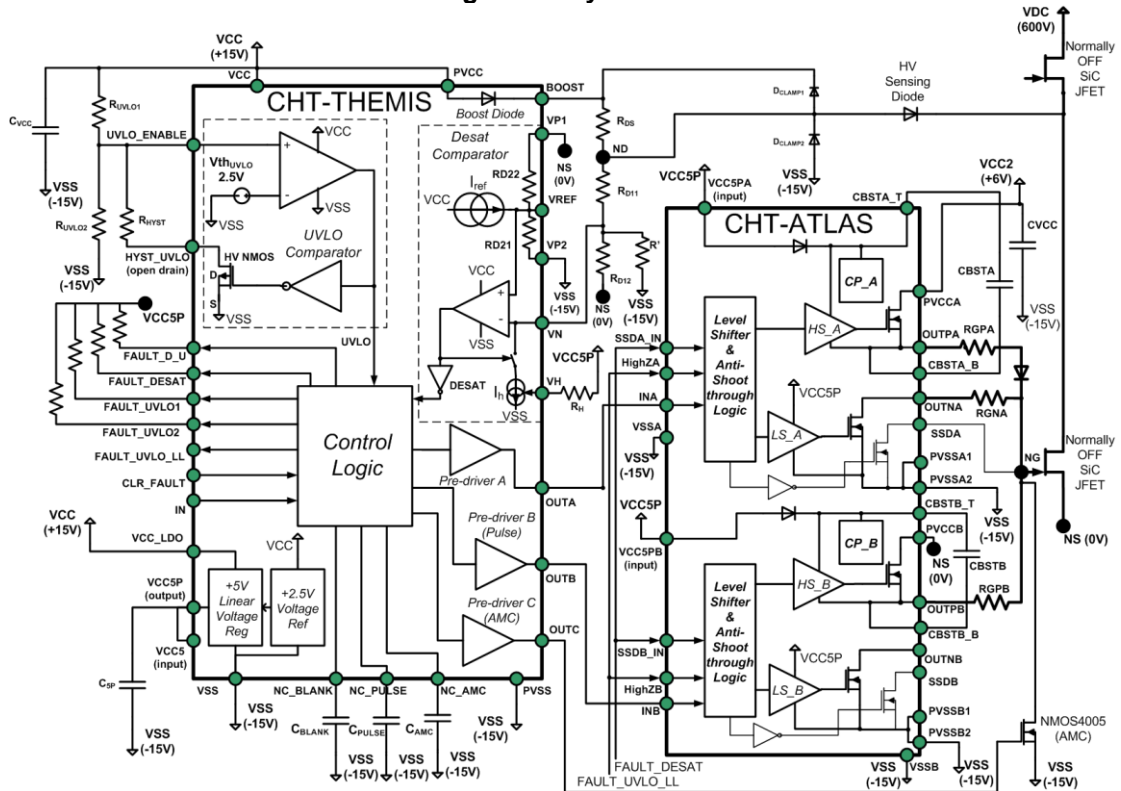 VDC
(600V)
Normally
OFF
SiC
JFET
VCC
(+15V)
VSS
(-15V)
VCC
PVCC
BOOST
CHT-THEMIS
Boost Diode
HV
Sensing
Diode
DCLAMP1
DCLAMP2
RUVLO1
CVCC
UVLO_ENABLE
VSS
(-15V)
VthUVLO
2.5V
VCC
+
-
VSS
VSS
UVLO
Comparator
Desat
Comparator
Iref
VCC
RD22
RD21
VP1
NS
(0V)
VREF
VP2
VSS
(-15V)
RDS
ND
RD11
RD12
R'
NS
(0V)
VSS
(-15V)
VSS
(-15V)
RUVLO2
RHYST
HYST_UVLO
(open drain)
HV NMOS
D
S
VSS
UVLO
VSS
(-15V)
VCC
+
-
VSS
VN
DESAT
Ih
VSS
VH
RH
VCC5P
VCC5P
FAULT_D_U
FAULT_DESAT
FAULT_UVLO1
FAULT_UVLO2
FAULT_UVLO_LL
CLR_FAULT
IN
Control
Logic
Pre-driver A
OUTA
Pre-driver B
(Pulse)
OUTB
Pre-driver C
(AMC)
OUTC
VCC
(+15V)
VCC_LDO
VCC5P
(output)
VCC5
(input)
+5V
Linear
Voltage
Reg
VCC
+2.5V
Voltage
Ref
C5P
VSS
(-15V)
VSS
NC_BLANK
NC_PULSE
NC_AMC
PVSS
VSS
(-15V)
CBLANK
CPULSE
CAMC
VSS
(-15V)
VSS
(-15V)
VSS
(-15V)
VSS
(-15V)
VCC5P
VCC5PA
(input)
CBSTA_T
CHT-ATLAS
VCC2
(+6V)
CVCC
CBSTA
VSS
(-15V)
CP_A
PVCCA
HS_A
OUTPA
RGPA
CBSTA_B
Level
Shifter
&
Anti-
Shoot
through
Logic
SSDA_IN
HighZA
INA
VSSA
VSS
(-15V)
VCC5P
LS_A
OUTNA
RGNA
SSDA
PVSSA1
PVSSA2
VSS
(-15V)
NG
Normally
OFF
SiC
JFET
NS (0V)
CBSTB_T
PVCCB
NS
(0V)
CBSTB
VCC5P
VCC5PB
(input)
CP_B
HS_B
OUTPB
RGPB
CBSTB_B
Level
Shifter
&
Anti-
Shoot
through
Logic
SSDB_IN
HighZB
INB
VCC5P
LS_B
OUTNB
SSDB
PVSSB1
PVSSB2
VSS
(-15V)
VSSB
VSS
(-15V)
NMOS4005
(AMC)
VSS
(-15V)
FAULT_DESAT
FAULT_UVLO_LL